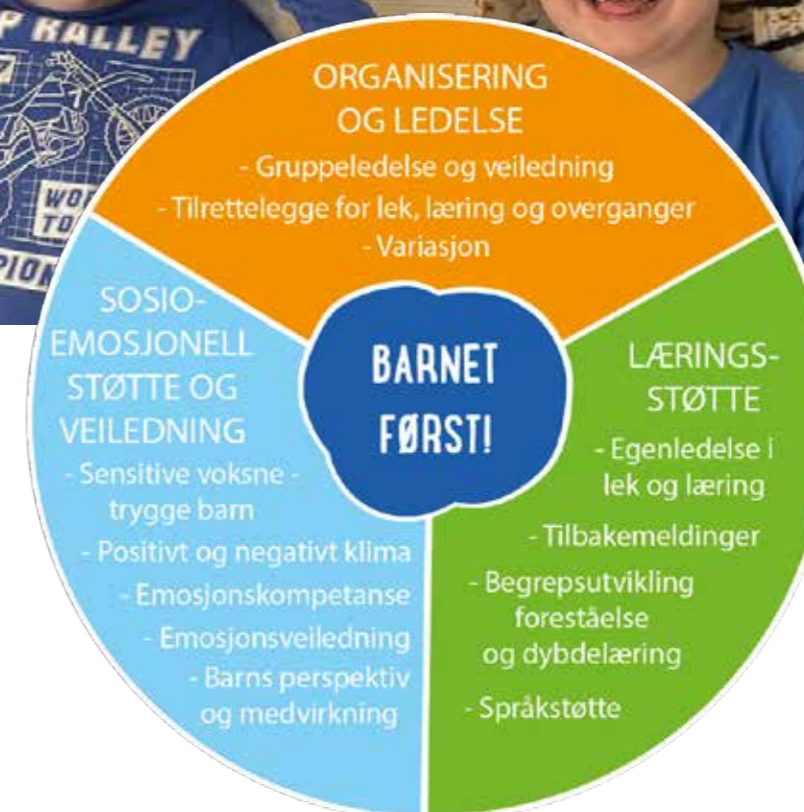 P RALLEY
ORGANISERING
OG LEDELSE
- Gruppeledelse og veiledning
- Tilrettelegge for lek, læring og overganger
- Variasjon
SOSIO-
EMOSJONELL
STØTTE OG
VEILEDNING
- Sensitive voksne -
trygge barn
- Positivt og negativt klima
- Emosjonskompetanse
- Emosjonsveiledning
- Barns perspektiv
og medvirkning
BARNET
FØRST!
LÆRINGS-
STØTTE
- Egenledelse i
lek og læring
- Tilbakemeldinger
- Begrepsutvikling
foreståelse
og dybdelæring
- Språkstøtte